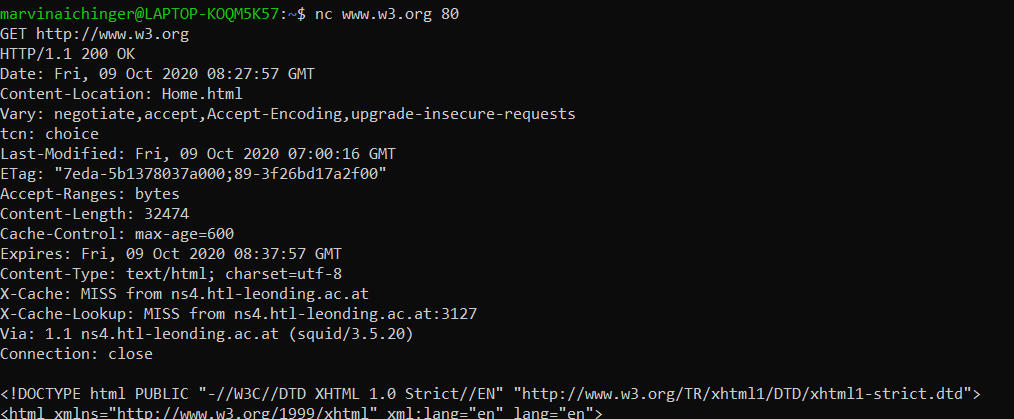 marvinaichinger@LAPTOP-KOQM5K57:~$ nc www.w3.org 80
GET http://www.w3.org
HTTP/1.1 200 OK
Date: Fri, 09 Oct 2020 08:27:57 GMT
Content-Location: Home.html
Vary: negotiate,accept,Accept-Encoding,upgrade-insecure-requests
tcn: choice
Last-Modified: Fri, 09 Oct 2020 07:00:16 GMT
ETag: "7eda-5b1378037a000;89-3f26bd17a2f00"
Accept-Ranges: bytes
Content-Length: 32474
Cache-Control: max-age=600
Expires: Fri, 09 Oct 2020 08:37:57 GMT
Content-Type: text/html; charset=utf-8
X-Cache: MISS from ns4.htl-leonding.ac.at
X-Cache-Lookup: MISS from ns4.htl-leonding.ac.at:3127
Via: 1.1 ns4.htl-leonding.ac.at (squid/3.5.20)
Connection: close
<!DOCTYPE html PUBLIC "-//W3C//DTD XHTML 1.0 Strict//EN" "http://www.w3.org/TR/xhtml1/DTD/xhtml1-strict.dtd">
<html xmlns="http://www.w3.org/1999/xhtml" xml:lang="en" lang="en">